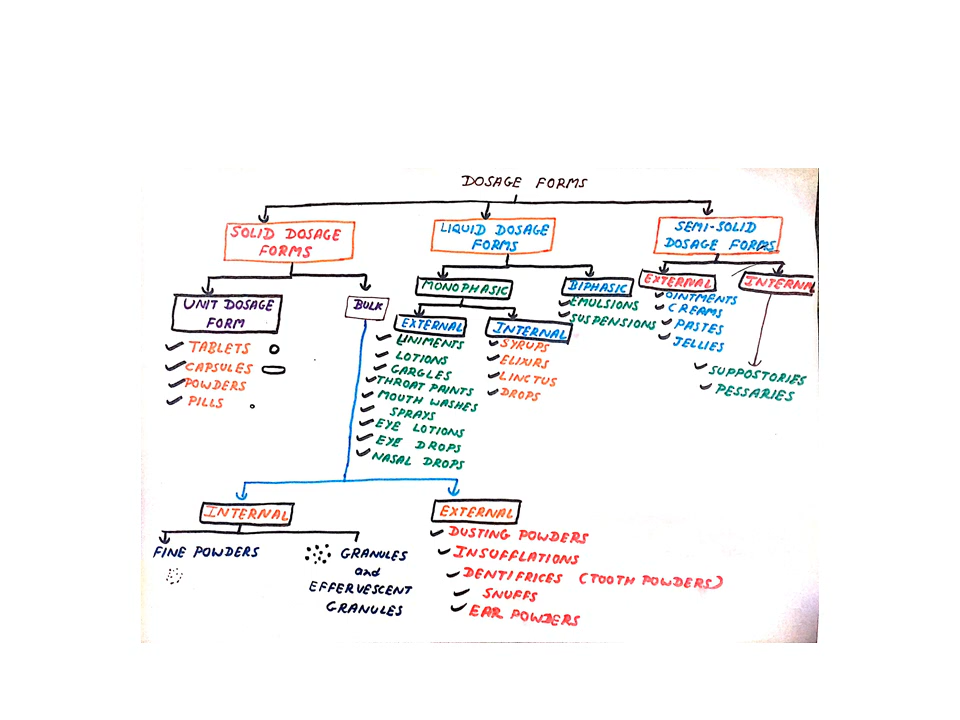 DOSAGE FORMS
SOLID DOSAGE
FORMS
LIQUID DOSAGE
FORMS
SEMI-SOLID
DOSAGE FORMS
UNIT DOSAGE
FORM
TABLETS
CAPSULES
POWDERS
PILLS
BULK
MONOPHASIC
EXTERNAL
LINIMENTS
LOTIONS
GARGLES
THROAT PAINTS
MOUTH WASHES
SPRAYS
EYE LOTIONS
EYE DROPS
NASAL DROPS
INTERNAL
SYRUPS
ELIXIRS
LINCTUS
DROPS
BIPHASIC
EMULSIONS
SUSPENSIONS
EXTERNAL
OINTMENTS
CREAMS
PASTES
JELLIES
INTERNA
SUPPOSTORIES
PESSARIES
INTERNAL
FINE POWDERS
GRANULES
and
EFFERVESCENT
GRANULES
EXTERNAL
DUSTING POWDERS
INSUFFLATIONS
DENTIFRICES (TOOTH POWDERS)
SNUFFS
EAR POWDERS